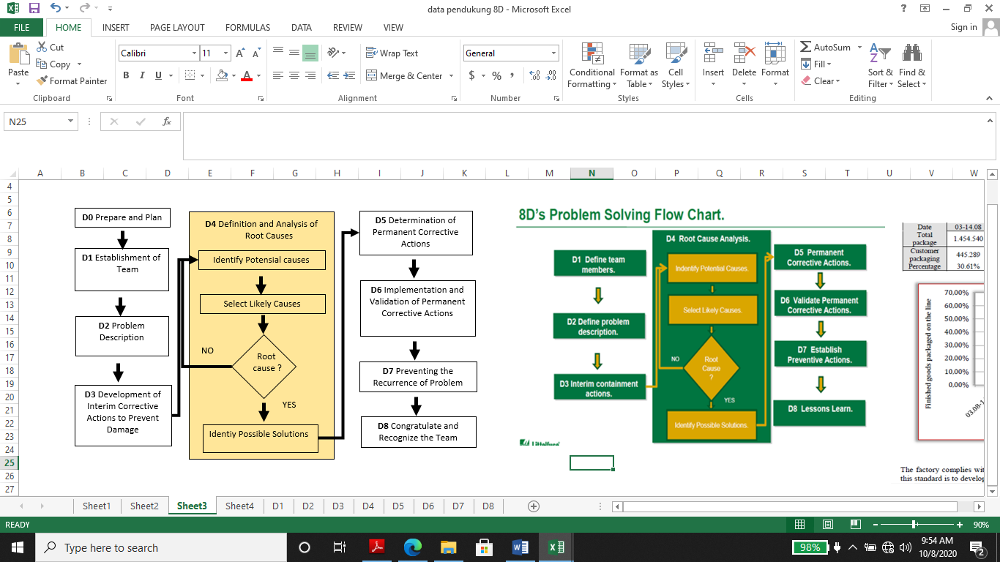 data pendukung 8D - Microsoft Excel
FILE HOME INSERT PAGE LAYOUT FORMULAS DATA REVIEW VIEW Sign in
Paste
Cut
Copy
Format Painter
Clipboard
Calibri 11
B I U
Font
Wrap Text
Merge & Center
Alignment
General
$ % ,
Number
Conditional Formatting
Format as Table
Cell Styles
Styles
Insert Delete Format
Cells
AutoSum
Fill
Clear
Sort & Filter
Find & Select
Editing
N25
fx
A B C D E F G H I J K L M N O P Q R S T U V W
4
5
6
7
8
9
10
11
12
13
14
15
16
17
18
19
20
21
22
23
24
25
26
27
D0 Prepare and Plan
D1 Establishment of
Team
D2 Problem
Description
D3 Development of
Interim Corrective
Actions to Prevent
Damage
D4 Definition and Analysis of
Root Causes
Identify Potensial causes
Select Likely Causes
NO
Root
cause ?
YES
Identiy Possible Solutions
D5 Determination of
Permanent Corrective
Actions
D6 Implementation and
Validation of Permanent
Corrective Actions
D7 Preventing the
Recurrence of Problem
D8 Congratulate and
Recognize the Team
8D's Problem Solving Flow Chart.
D1 Define team
members.
D2 Define problem
description.
D3 Interim containment
actions.
D4 Root Cause Analysis.
Indentify Potential Causes.
Select Likely Causes.
NO
Root
Cause
?
YES
Identify Possible Solutions.
D5 Permanent
Corrective Actions.
D6 Validate Permanent
Corrective Actions.
D7 Establish
Preventive Actions.
D8 Lessons Learn.
Date 03-14.08
Total
package 1.454.540
Customer
packaging 445.289
Percentage 30.61%
Finished goods packaged on the line
70.00%
60.00%
50.00%
40.00%
30.00%
20.00%
10.00%
0.00%
03.08-1
The factory complies wit
this standard is to develop
Sheet1 Sheet2 Sheet3 Sheet4 D1 D2 D3 D4 D5 D6 D7 D8
READY 90%
Type here to search
98%
9:54 AM
10/8/2020
2